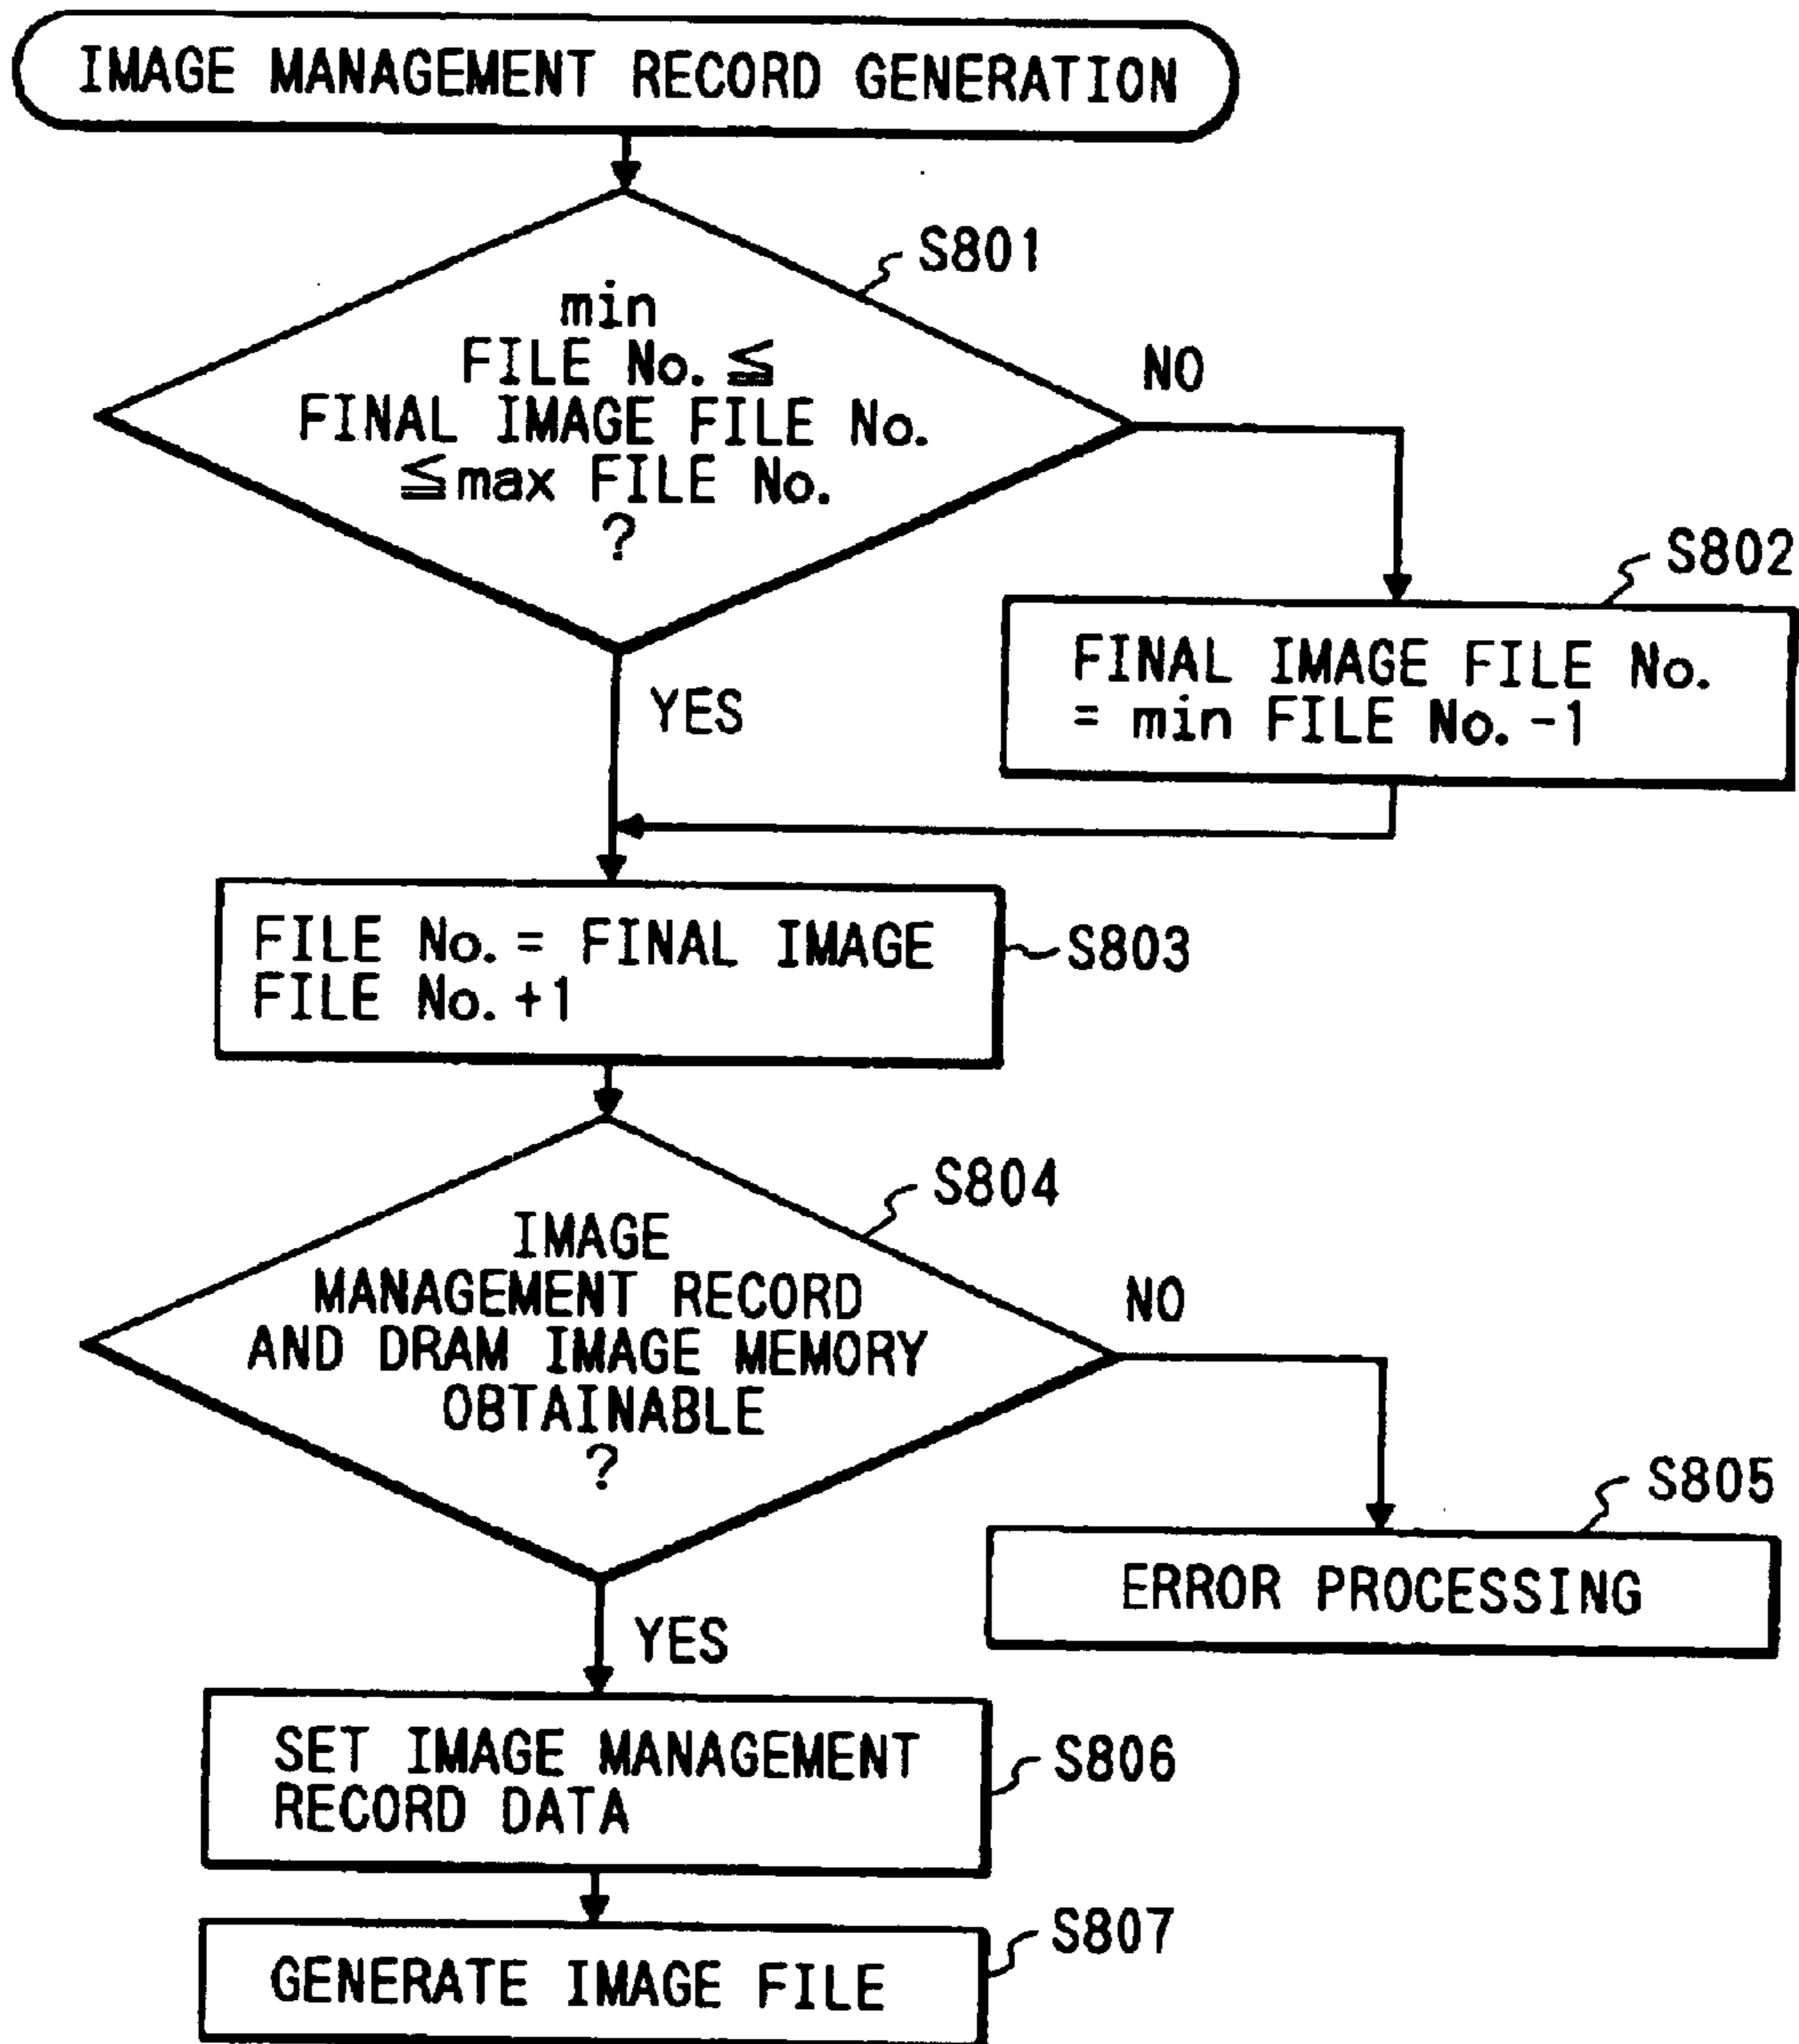 IMAGE MANAGEMENT RECORD GENERATION
S801
min
FILE No. ≦
FINAL IMAGE FILE No.
≦max FILE No.
?
NO
YES
S802
FINAL IMAGE FILE No.
= min FILE No. -1
FILE No. = FINAL IMAGE
FILE No. +1
S803
S804
IMAGE
MANAGEMENT RECORD
AND DRAM IMAGE MEMORY
OBTAINABLE
?
NO
YES
S805
ERROR PROCESSING
SET IMAGE MANAGEMENT
RECORD DATA
S806
GENERATE IMAGE FILE
S807